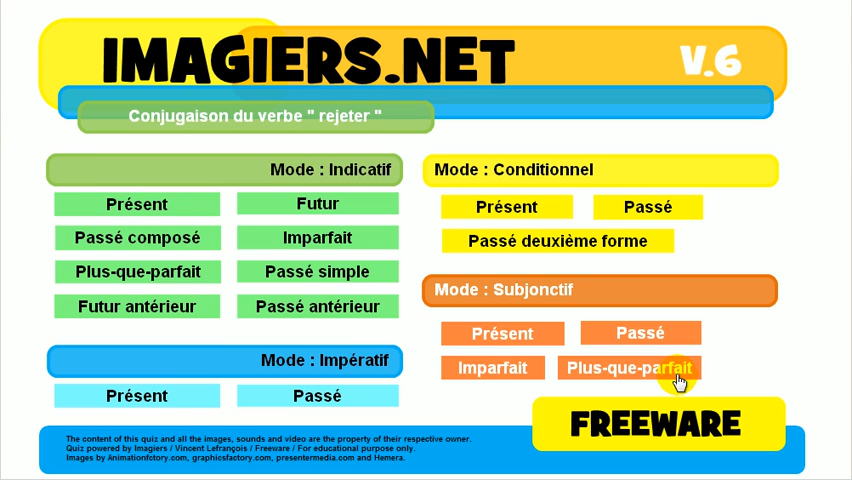 IMAGIERS.NET
V.6
Conjugaison du verbe " rejeter "
Mode : Indicatif
Présent
Futur
Passé composé
Imparfait
Plus-que-parfait
Passé simple
Futur antérieur
Passé antérieur
Mode : Impératif
Présent
Passé
Mode : Conditionnel
Présent
Passé
Passé deuxième forme
Mode : Subjonctif
Présent
Passé
Imparfait
Plus-que-parfait
FREEWARE
The content of this quiz and all the images, sounds and video are the property of their respective owner.
Quiz powered by Imagiers / Vincent Lefrançois / Freeware / For educational purpose only.
Images by Animationfctory.com, graphicsfactory.com, presentermedia.com and Hemera.